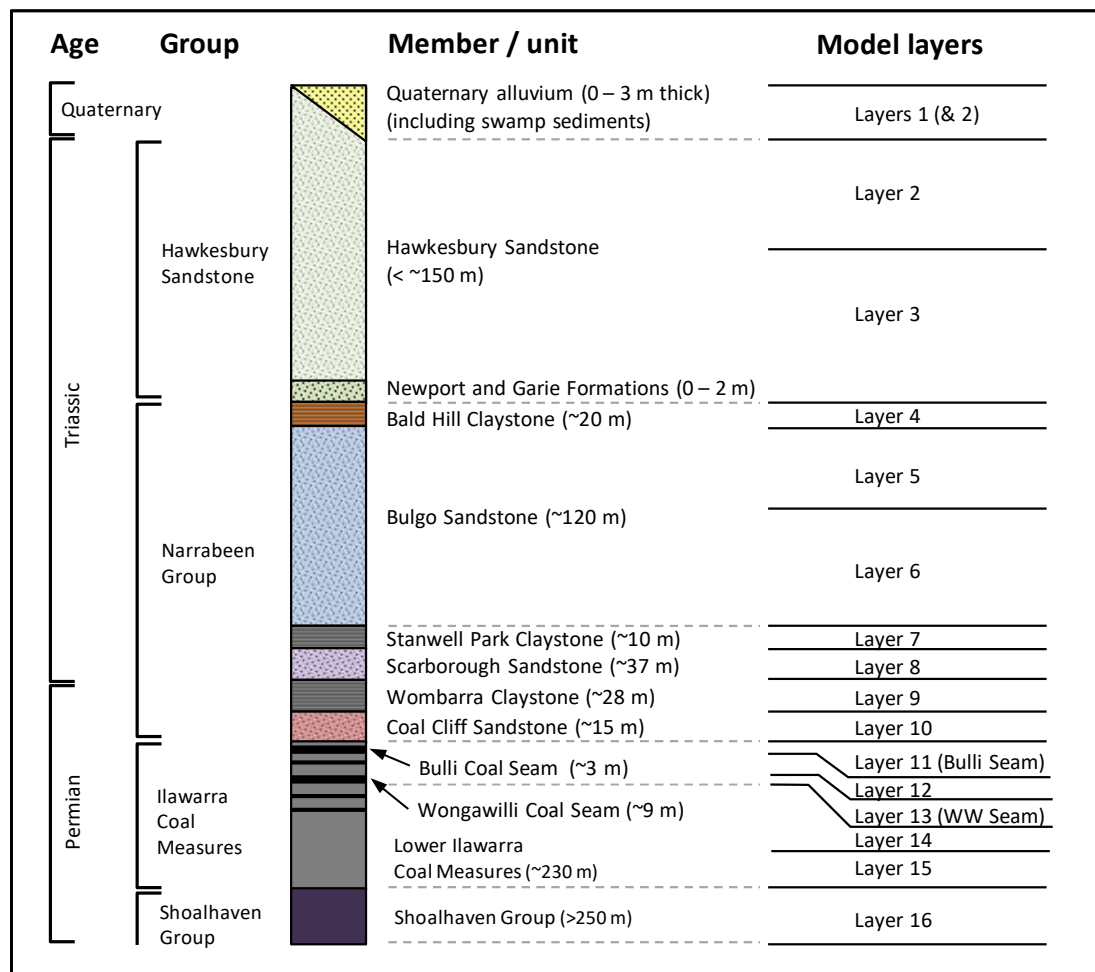 Age
Group
Member / unit
Model layers
Quaternary
Quaternary alluvium (0 – 3 m thick)
(including swamp sediments)
Layers 1 (& 2)
Triassic
Hawkesbury
Sandstone
Hawkesbury Sandstone
(< ~150 m)
Layer 2
Layer 3
Newport and Garie Formations (0 – 2 m)
Narrabeen
Group
Bald Hill Claystone (~20 m)
Layer 4
Bulgo Sandstone (~120 m)
Layer 5
Layer 6
Stanwell Park Claystone (~10 m)
Layer 7
Scarborough Sandstone (~37 m)
Layer 8
Permian
Wombarra Claystone (~28 m)
Layer 9
Coal Cliff Sandstone (~15 m)
Layer 10
Ilawarra
Coal
Measures
Bulli Coal Seam (~3 m)
Layer 11 (Bulli Seam)
Layer 12
Wongawilli Coal Seam (~9 m)
Layer 13 (WW Seam)
Layer 14
Lower Ilawarra
Coal Measures (~230 m)
Layer 15
Shoalhaven
Group
Shoalhaven Group (>250 m)
Layer 16